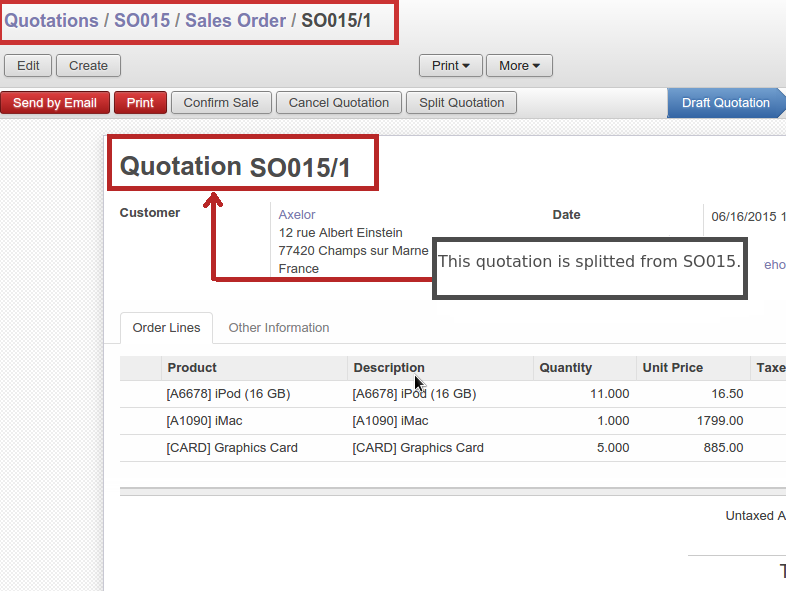 Quotations / SO015 / Sales Order / SO015/1
Edit Create Print More
Send by Email Print Confirm Sale Cancel Quotation Split Quotation Draft Quotation
Quotation SO015/1
Customer Axelor Date 06/16/2015 1
12 rue Albert Einstein
77420 Champs sur Marne
This quotation is splitted from SO015. eho
France
Order Lines Other Information
Product Description Quantity Unit Price Taxe
[A6678] iPod (16 GB) [A6678] iPod (16 GB) 11.000 16.50
[A1090] iMac [A1090] iMac 1.000 1799.00
[CARD] Graphics Card [CARD] Graphics Card 5.000 885.00
Untaxed A
T